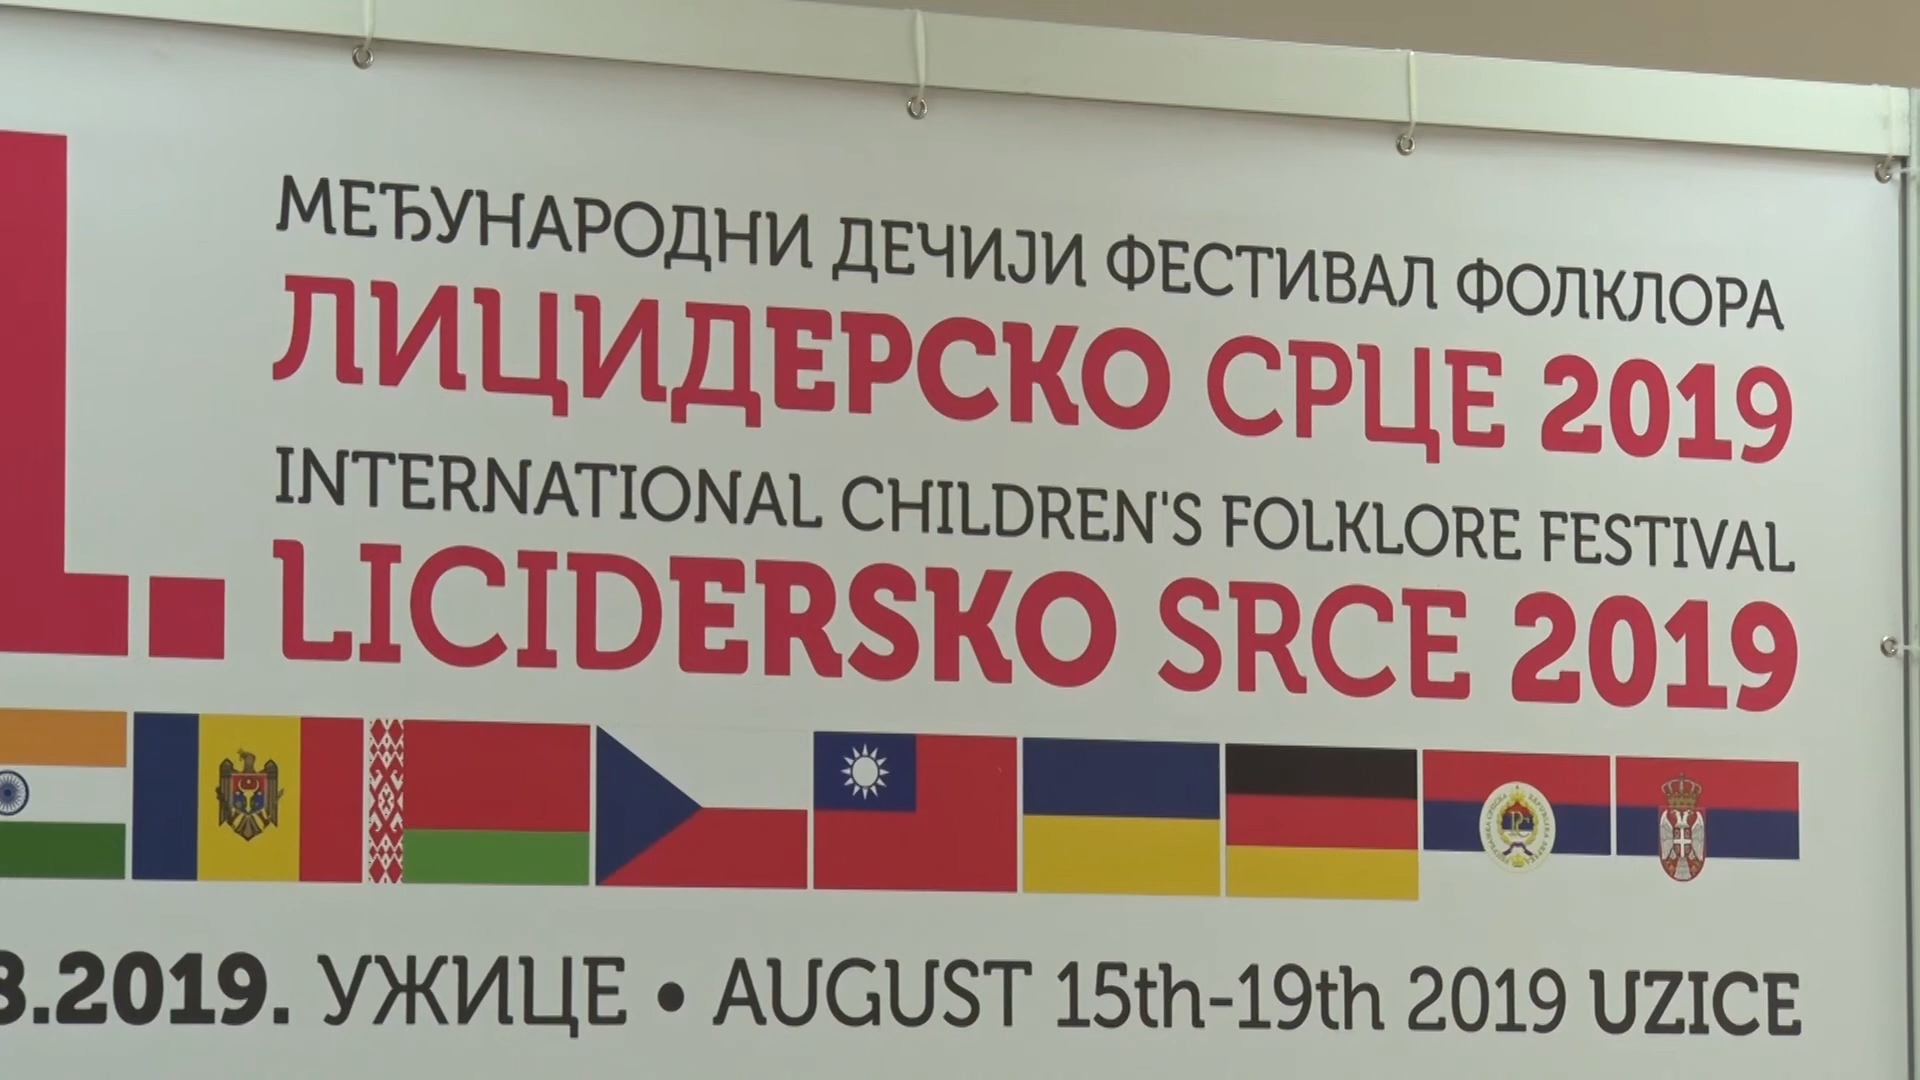 МЕЂУНАРОДНИ ДЕЧИЈИ ФЕСТИВАЛ ФОЛКЛОРА
ЛИЦИДЕРСКО СРЦЕ 2019
INTERNATIONAL CHILDREN'S FOLKLORE FESTIVAL
LICIDERSKO SRCE 2019
8.2019. УЖИЦЕ • AUGUST 15th-19th 2019 UZICE